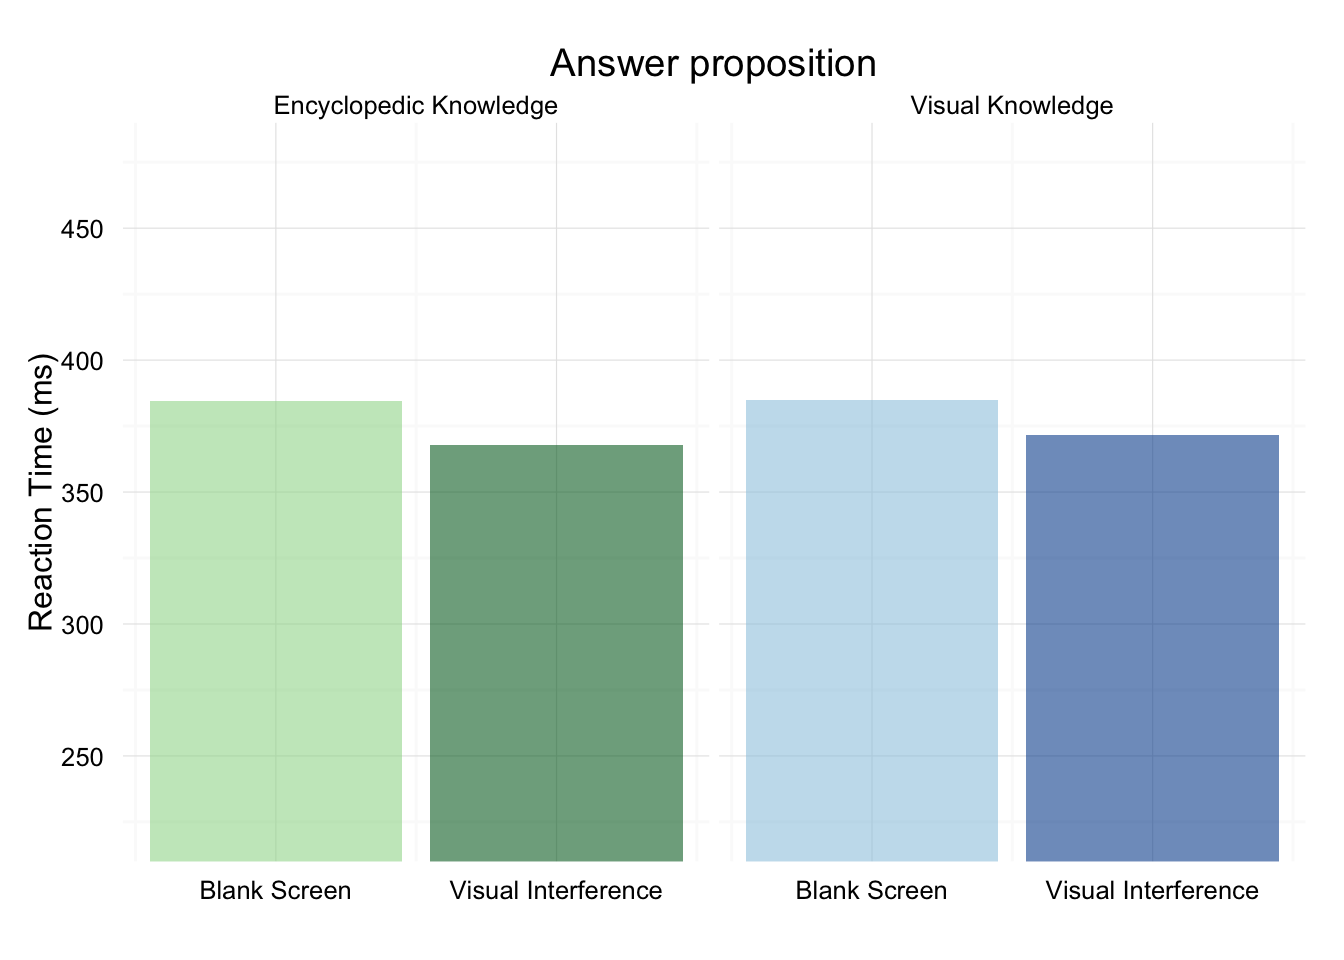 Answer proposition
Encyclopedic Knowledge
Visual Knowledge
Reaction Time (ms)
450
400
350
300
250
Blank Screen
Visual Interference
Blank Screen
Visual Interference